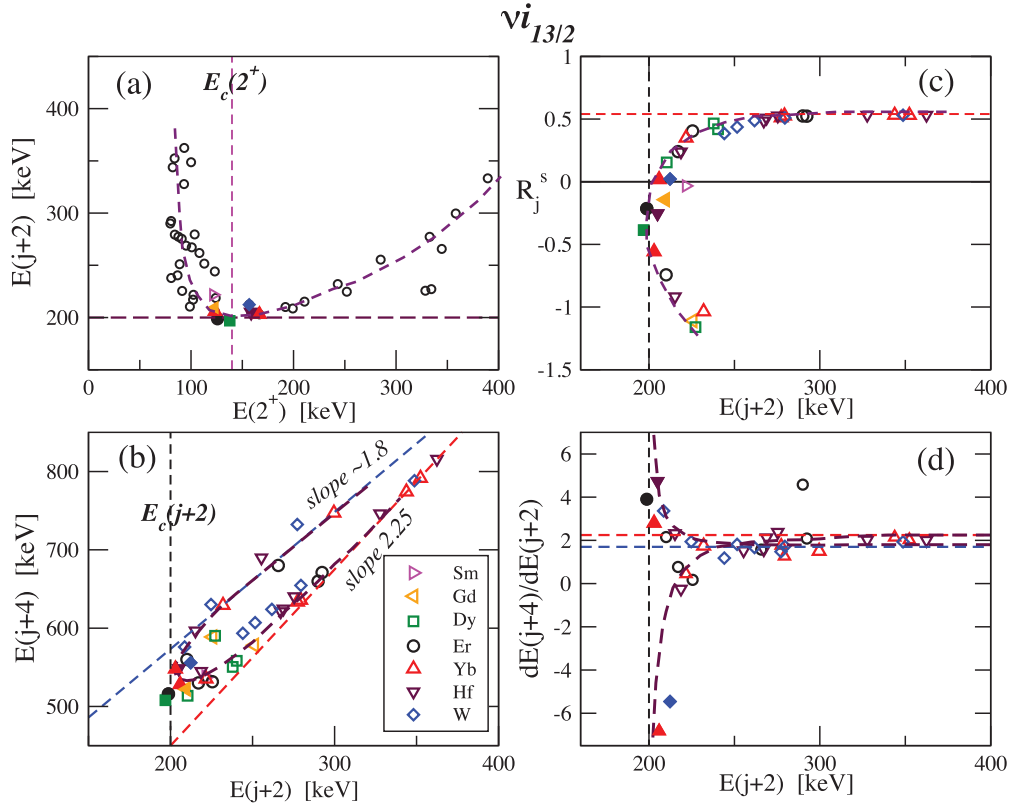 νi13/2
(a)
Ec(2+)
E(j+2) [keV]
400
300
200
0
100
200
300
400
E(2+) [keV]
(c)
1
0.5
0
-0.5
-1
-1.5
Rjs
200
300
400
E(j+2) [keV]
(b)
Ec(j+2)
slope ~1.8
slope 2.25
E(j+4) [keV]
800
700
600
500
Sm
Gd
Dy
Er
Yb
Hf
W
200
300
400
E(j+2) [keV]
(d)
dE(j+4)/dE(j+2)
6
4
2
0
-2
-4
-6
200
300
400
E(j+2) [keV]